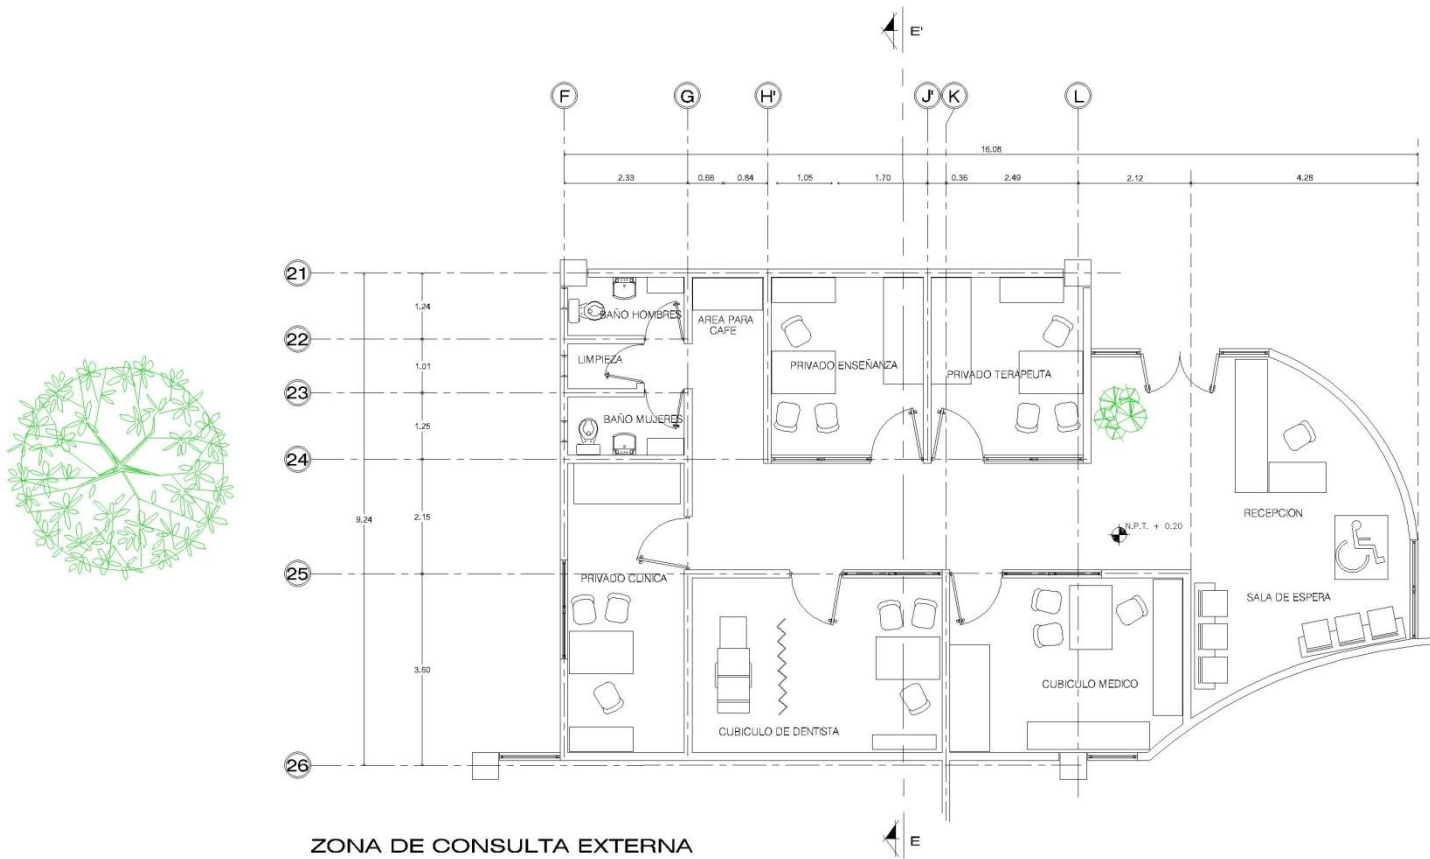 E'
F G H' J' K L
16.08
2.33 0.66 0.84 1.05 1.70 0.36 2.49 2.12 4.28
21
1.24
BAÑO HOMBRES
AREA PARA
CAFE
22
LIMPIEZA
1.01
PRIVADO ENSEÑANZA
PRIVADO TERAPEUTA
23
BAÑO MUJERES
1.25
24
RECEPCION
9.24
2.15
N.P.T. + 0.20
25
PRIVADO CLINICA
SALA DE ESPERA
3.60
CUBICULO MEDICO
CUBICULO DE DENTISTA
26
E
ZONA DE CONSULTA EXTERNA